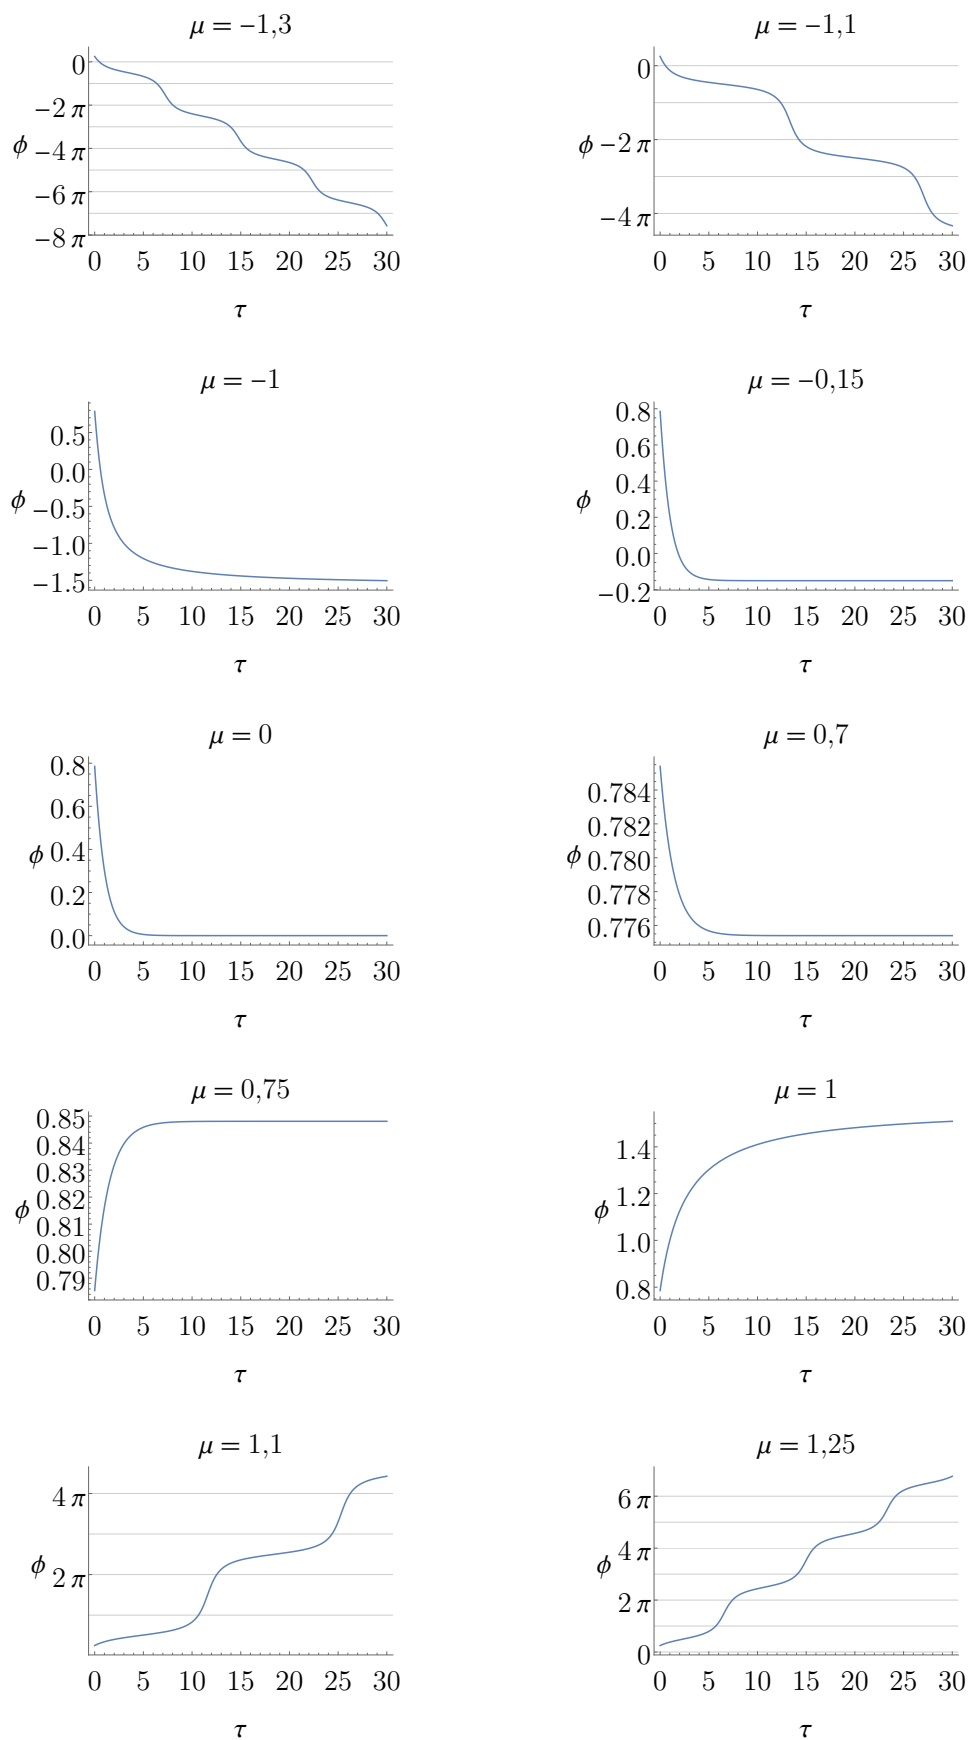 μ = −1,3
0
−2 π
ϕ −4 π
−6 π
−8 π
0 5 10 15 20 25 30
τ
μ = −1,1
0
ϕ −2 π
−4 π
0 5 10 15 20 25 30
τ
μ = −1
0.5
0.0
ϕ −0.5
−1.0
−1.5
0 5 10 15 20 25 30
τ
μ = −0,15
0.8
0.6
ϕ 0.4
0.2
0.0
−0.2
0 5 10 15 20 25 30
τ
μ = 0
0.8
0.6
ϕ 0.4
0.2
0.0
0 5 10 15 20 25 30
τ
μ = 0,7
0.784
0.782
ϕ 0.780
0.778
0.776
0 5 10 15 20 25 30
τ
μ = 0,75
0.85
0.84
0.83
ϕ 0.82
0.81
0.80
0.79
0 5 10 15 20 25 30
τ
μ = 1
1.4
ϕ 1.2
1.0
0.8
0 5 10 15 20 25 30
τ
μ = 1,1
4 π
ϕ 2 π
0 5 10 15 20 25 30
τ
μ = 1,25
6 π
ϕ 4 π
2 π
0
0 5 10 15 20 25 30
τ